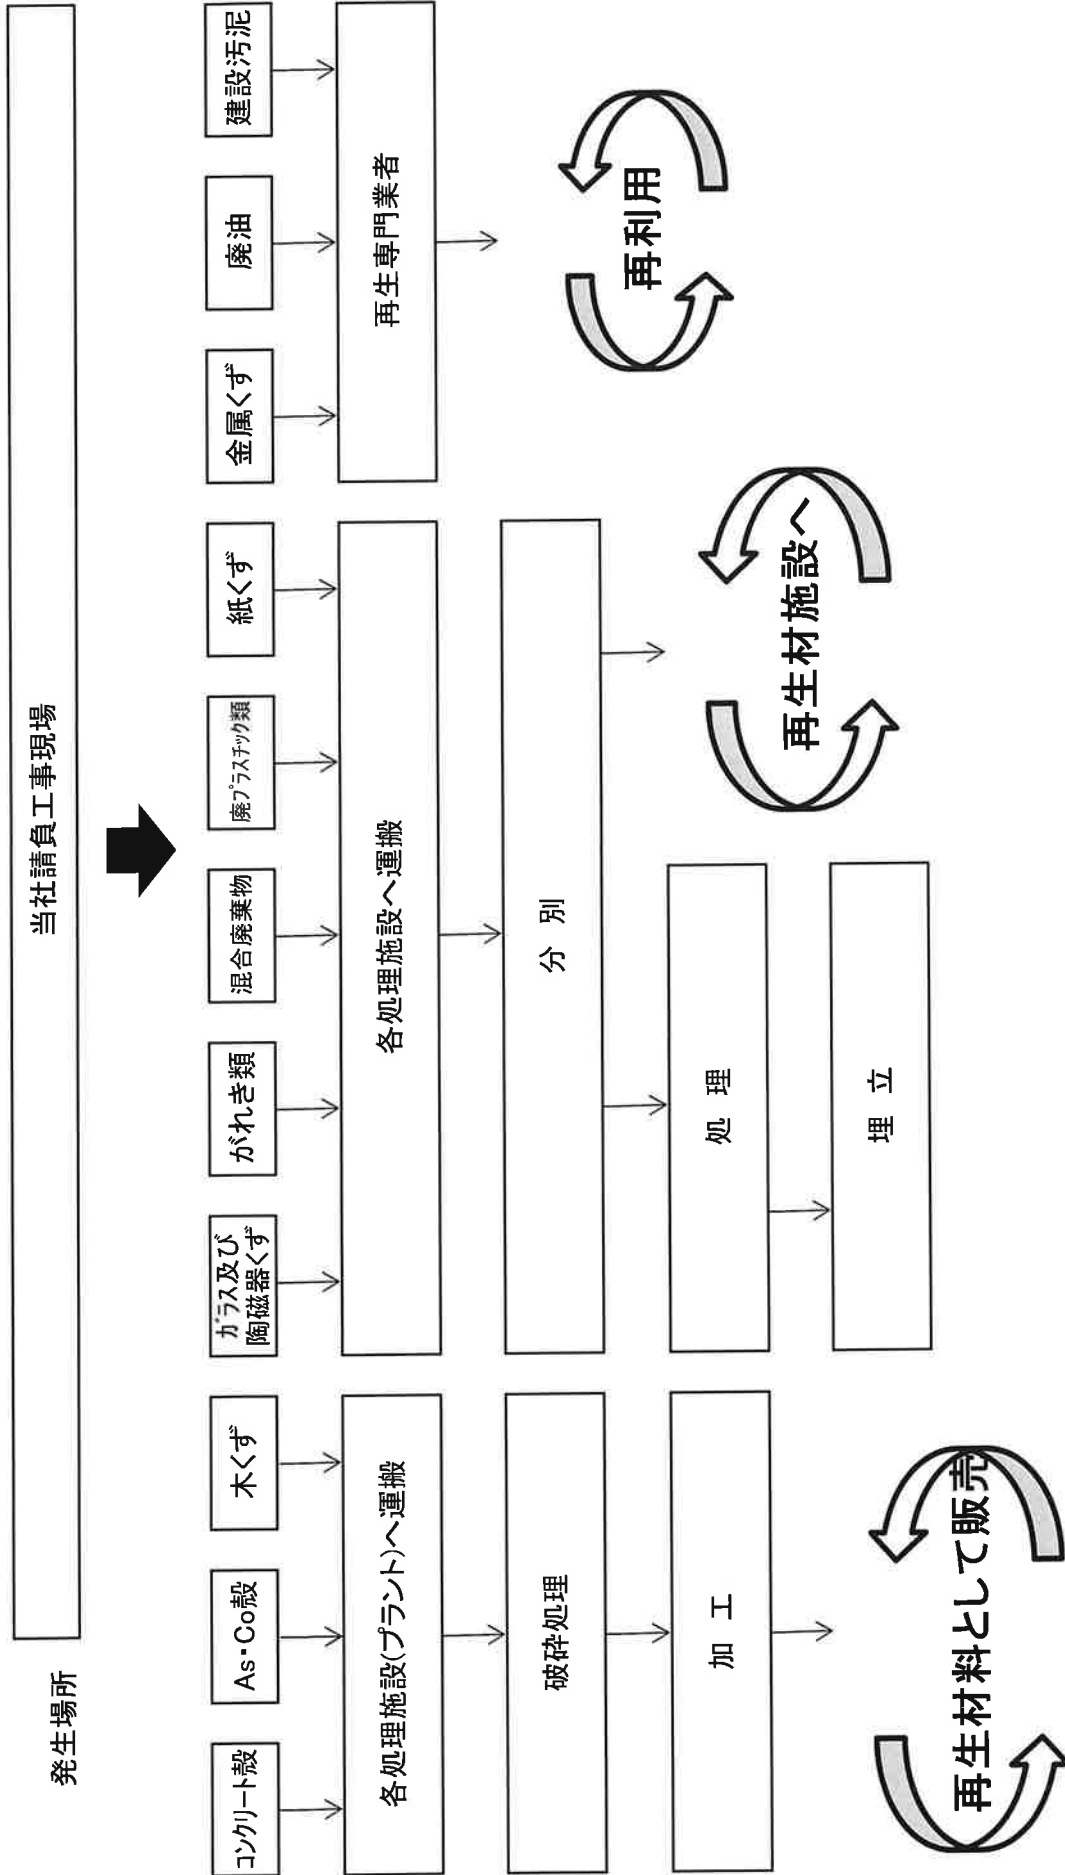 発生場所
当社請負工事現場
コンクリート殻
As・Co殻
木くず
ガラス及び
陶磁器くず
がれき類
混合廃棄物
廃プラスチック類
紙くず
金属くず
廃油
建設汚泥
各処理施設(プラント)へ運搬
各処理施設へ運搬
再生専門業者
破砕処理
分 別
再利用
加 工
処 理
再生材施設へ
埋 立
再生材料として販売